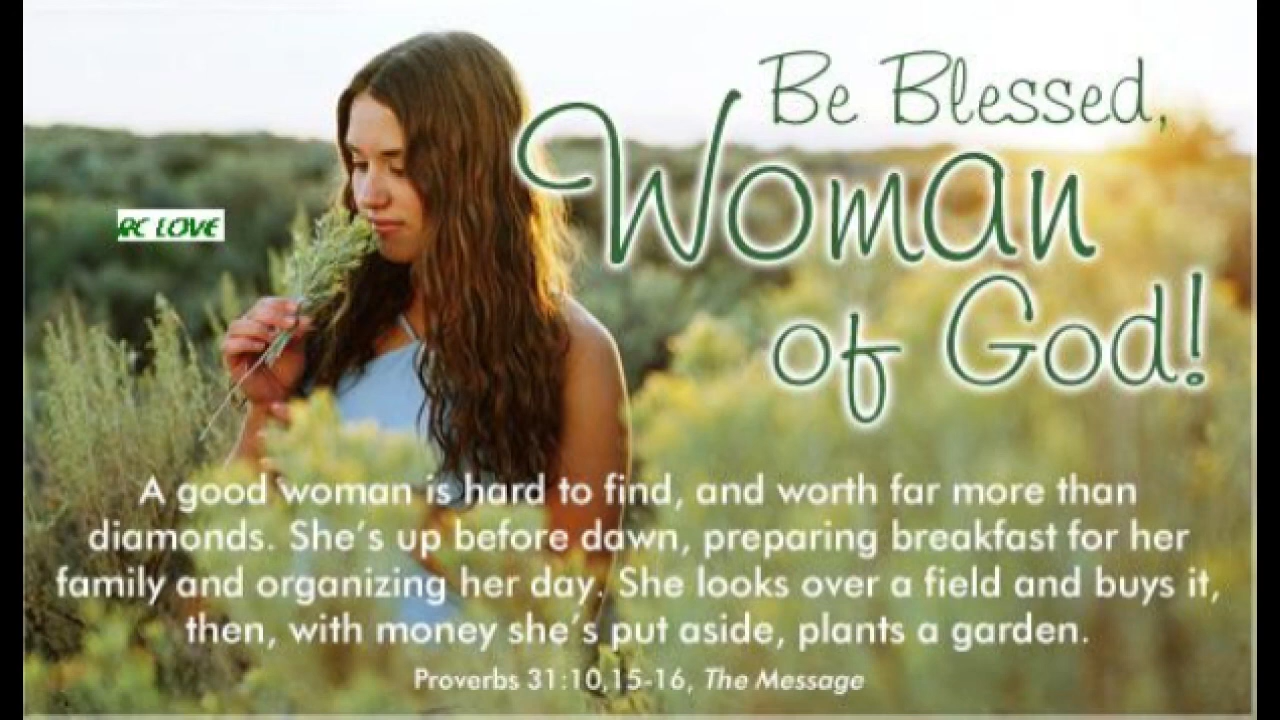 Be Blessed,
Woman
of God!
RC LOVE
A good woman is hard to find, and worth far more than
diamonds. She's up before dawn, preparing breakfast for her
family and organizing her day. She looks over a field and buys it,
then, with money she's put aside, plants a garden.
Proverbs 31:10,15-16, The Message